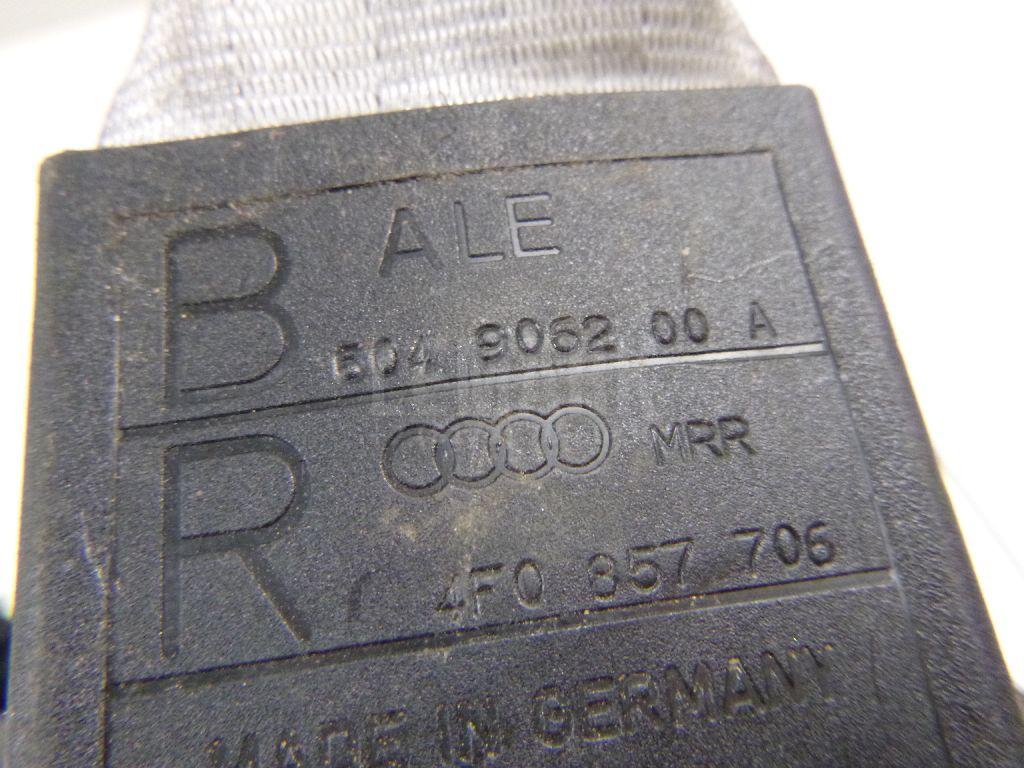 B ALE
604 9062 00 A
R MRR
4F0 857 706
MADE IN GERMANY